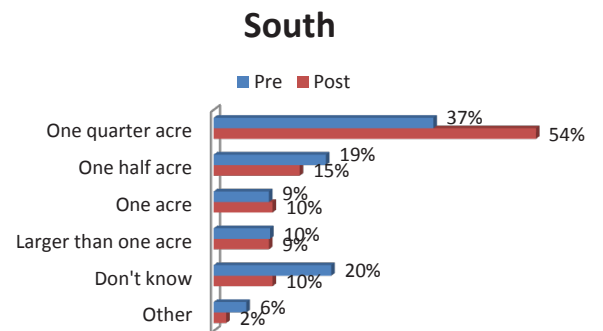 South
Pre Post
One quarter acre 37% 54%
One half acre 19% 15%
One acre 9% 10%
Larger than one acre 10% 9%
Don't know 20% 10%
Other 6% 2%